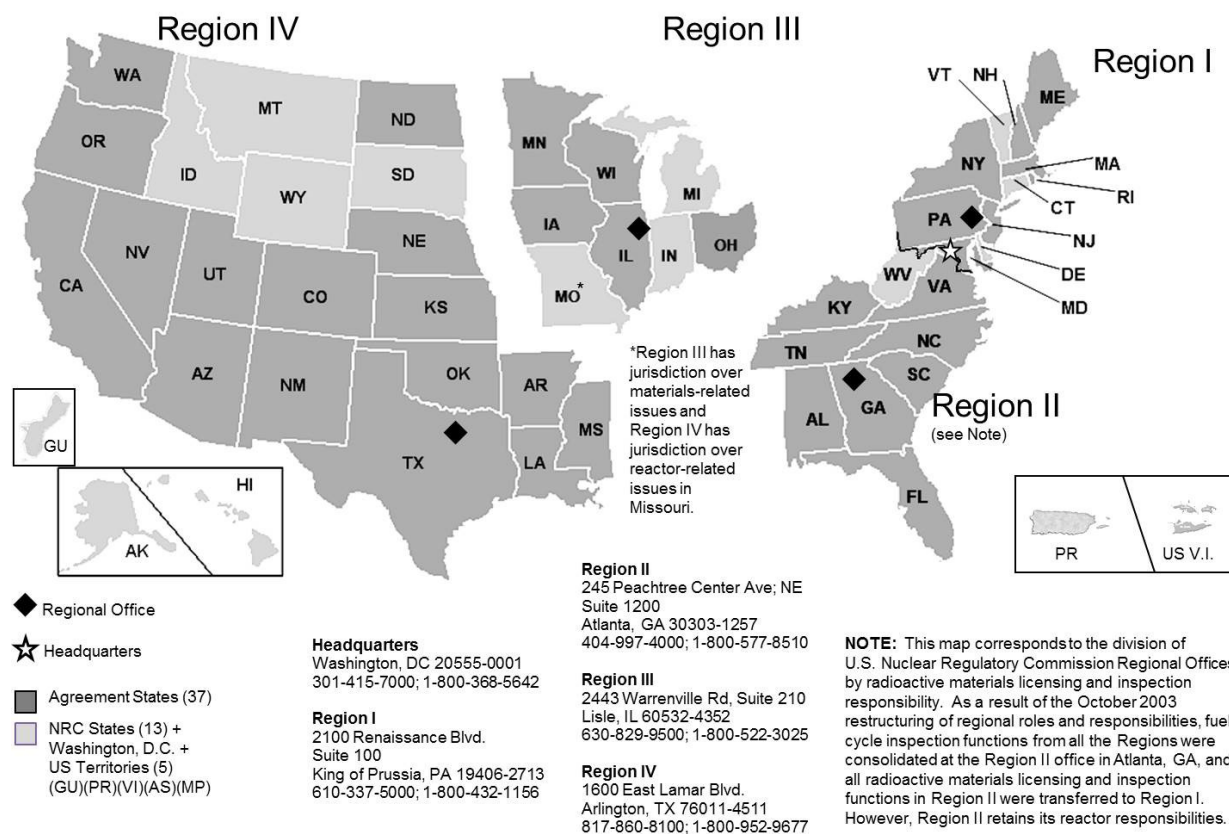 Region IV
Region III
Region I
WA
MT
ND
OR
ID
SD
WY
NE
NV
UT
CA
CO
KS
AZ
NM
OK
AR
TX
LA
MS
MN
WI
MI
IA
IL
IN
OH
MO*
*Region III has
jurisdiction over
materials-related
issues and
Region IV has
jurisdiction over
reactor-related
issues in
Missouri.
VT
NH
ME
NY
MA
RI
CT
PA
NJ
DE
MD
WV
VA
KY
TN
NC
SC
AL
GA
FL
Region II
(see Note)
GU
AK
HI
PR
US V.I.
Regional Office
Headquarters
Agreement States (37)
NRC States (13) +
Washington, D.C. +
US Territories (5)
(GU)(PR)(VI)(AS)(MP)
Headquarters
Washington, DC 20555-0001
301-415-7000; 1-800-368-5642
Region I
2100 Renaissance Blvd.
Suite 100
King of Prussia, PA 19406-2713
610-337-5000; 1-800-432-1156
Region II
245 Peachtree Center Ave; NE
Suite 1200
Atlanta, GA 30303-1257
404-997-4000; 1-800-577-8510
Region III
2443 Warrenville Rd, Suite 210
Lisle, IL 60532-4352
630-829-9500; 1-800-522-3025
Region IV
1600 East Lamar Blvd.
Arlington, TX 76011-4511
817-860-8100; 1-800-952-9677
NOTE: This map corresponds to the division of
U.S. Nuclear Regulatory Commission Regional Offices
by radioactive materials licensing and inspection
responsibility. As a result of the October 2003
restructuring of regional roles and responsibilities, fuel
cycle inspection functions from all the Regions were
consolidated at the Region II office in Atlanta, GA, and
all radioactive materials licensing and inspection
functions in Region II were transferred to Region I.
However, Region II retains its reactor responsibilities.